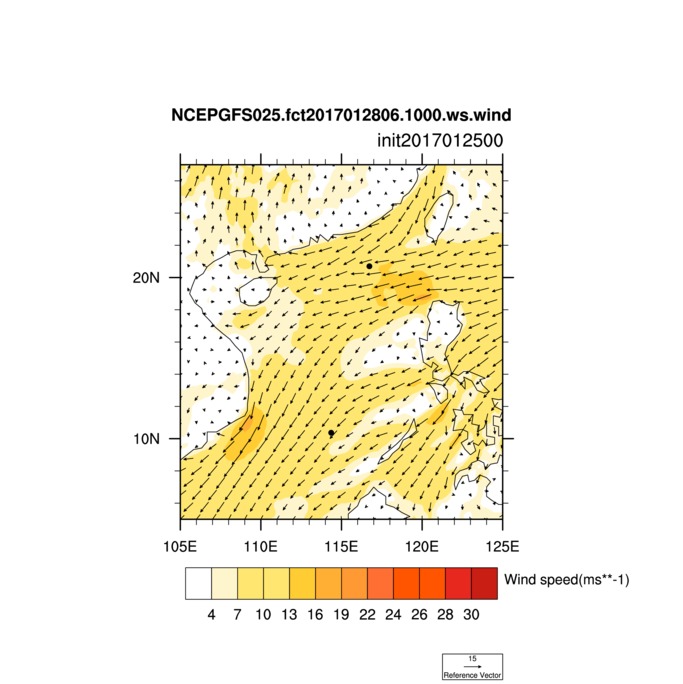 NCEPGFS025.fct2017012806.1000.ws.wind
init2017012500
20N
10N
105E 110E 115E 120E 125E
Wind speed(ms**-1)
4 7 10 13 16 19 22 24 26 28 30
15
Reference Vector